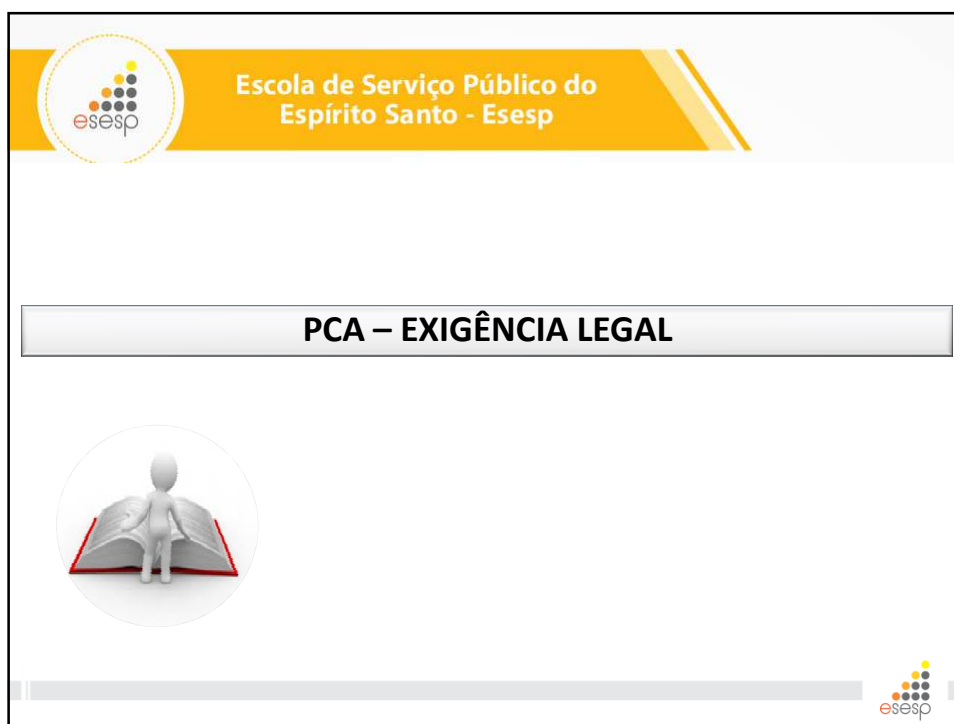 esesp
Escola de Serviço Público do
Espírito Santo - Esesp
PCA – EXIGÊNCIA LEGAL
esesp